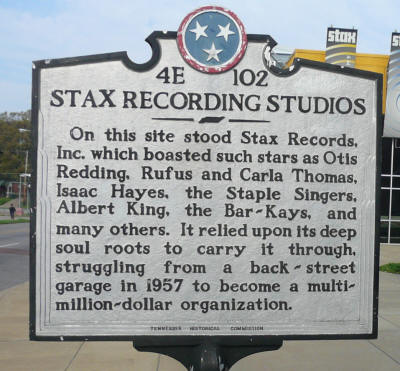 stax
stax
4E 102
STAX RECORDING STUDIOS
On this site stood Stax Records,
Inc. which boasted such stars as Otis
Redding, Rufus and Carla Thomas,
Isaac Hayes, the Staple Singers,
Albert King, the Bar-Kays, and
many others. It relied upon its deep
soul roots to carry it through,
struggling from a back-street
garage in 1957 to become a multi-
million-dollar organization.
TENNESSEE HISTORICAL COMMISSION